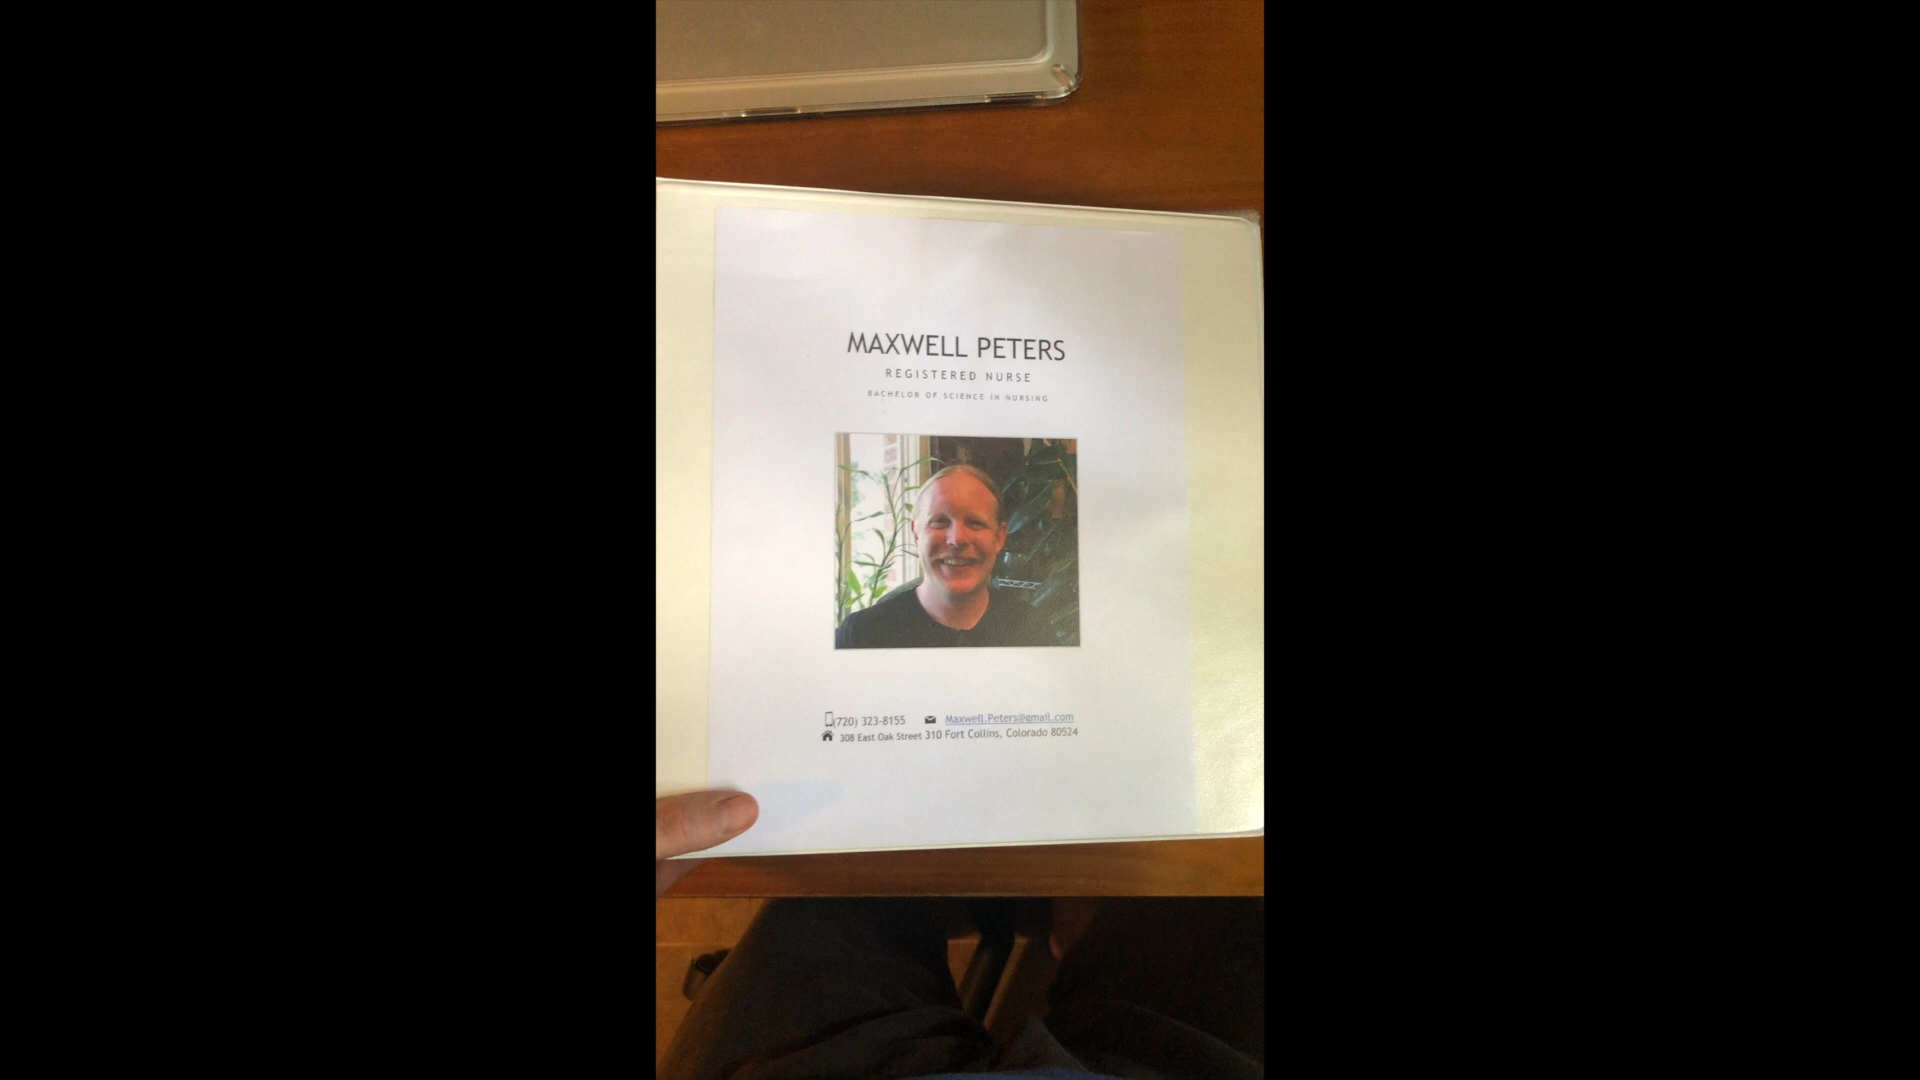 MAXWELL PETERS
REGISTERED NURSE
BACHELOR OF SCIENCE IN NURSING
(720) 323-8155 Maxwell.Peters@gmail.com
308 East Oak Street 310 Fort Collins, Colorado 80524